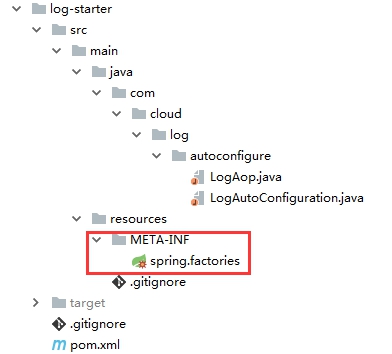 log-starter
src
main
java
com
cloud
log
autoconfigure
LogAop.java
LogAutoConfiguration.java
resources
META-INF
spring.factories
.gitignore
target
.gitignore
pom.xml